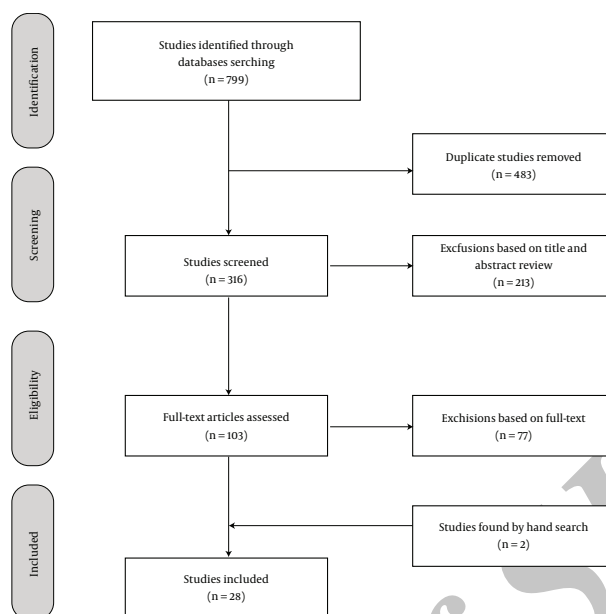 Identification
Studies identified through
databases serching
(n = 799)
Duplicate studies removed
(n = 483)
Screening
Studies screened
(n = 316)
Excfusions based on title and
abstract review
(n = 213)
Eligibility
Full-text articles assessed
(n = 103)
Exchisions based on full-text
(n = 77)
Studies found by hand search
(n = 2)
Included
Studies included
(n = 28)